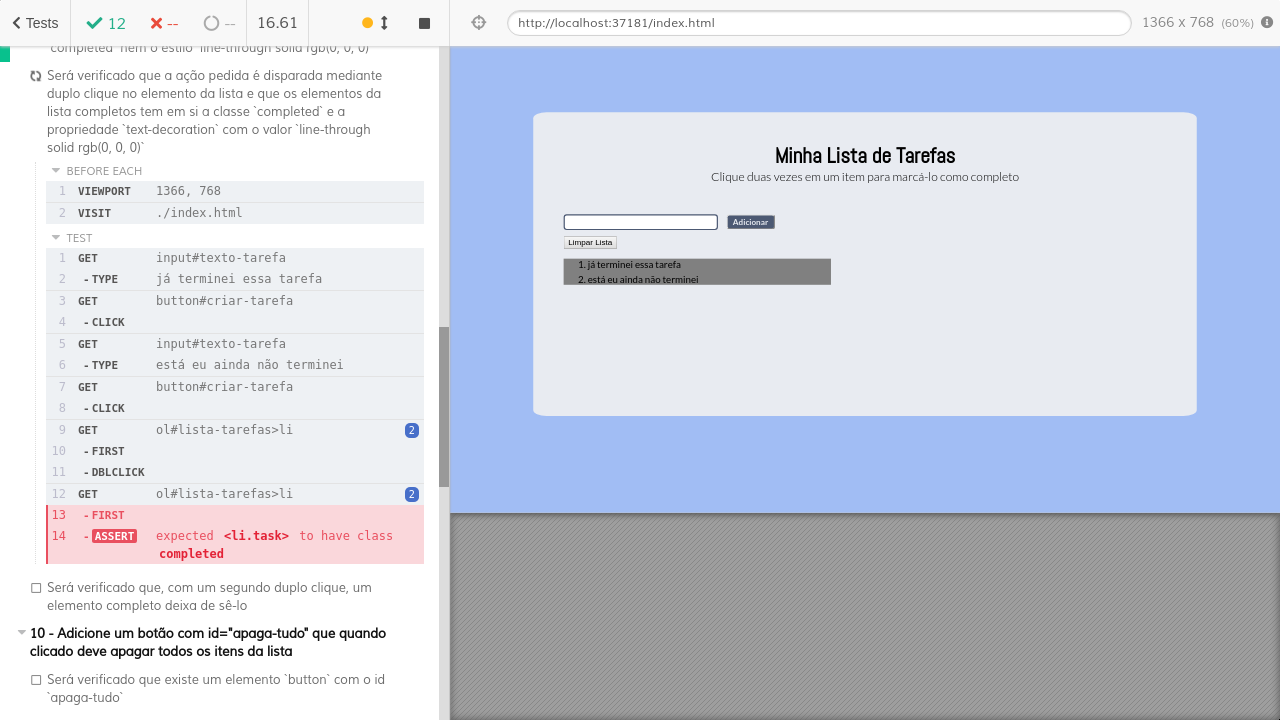 Tests
12
--
--
16.61
http://localhost:37181/index.html
1366 x 768 (60%)
`completed` nem o estilo `line-through solid rgb(0, 0, 0)`
Será verificado que a ação pedida é disparada mediante
duplo clique no elemento da lista e que os elementos da
lista completos tem em si a classe `completed` e a
propriedade `text-decoration` com o valor `line-through
solid rgb(0, 0, 0)`
BEFORE EACH
1 VIEWPORT 1366, 768
2 VISIT ./index.html
TEST
1 GET input#texto-tarefa
2 - TYPE já terminei essa tarefa
3 GET button#criar-tarefa
4 - CLICK
5 GET input#texto-tarefa
6 - TYPE está eu ainda não terminei
7 GET button#criar-tarefa
8 - CLICK
9 GET ol#lista-tarefas>li 2
10 - FIRST
11 - DBLCLICK
12 GET ol#lista-tarefas>li 2
13 - FIRST
14 - ASSERT expected <li.task> to have class
completed
Será verificado que, com um segundo duplo clique, um
elemento completo deixa de sê-lo
10 - Adicione um botão com id="apaga-tudo" que quando
clicado deve apagar todos os itens da lista
Será verificado que existe um elemento `button` com o id
`apaga-tudo`
Minha Lista de Tarefas
Clique duas vezes em um item para marcá-lo como completo
Adicionar
Limpar Lista
1. já terminei essa tarefa
2. está eu ainda não terminei